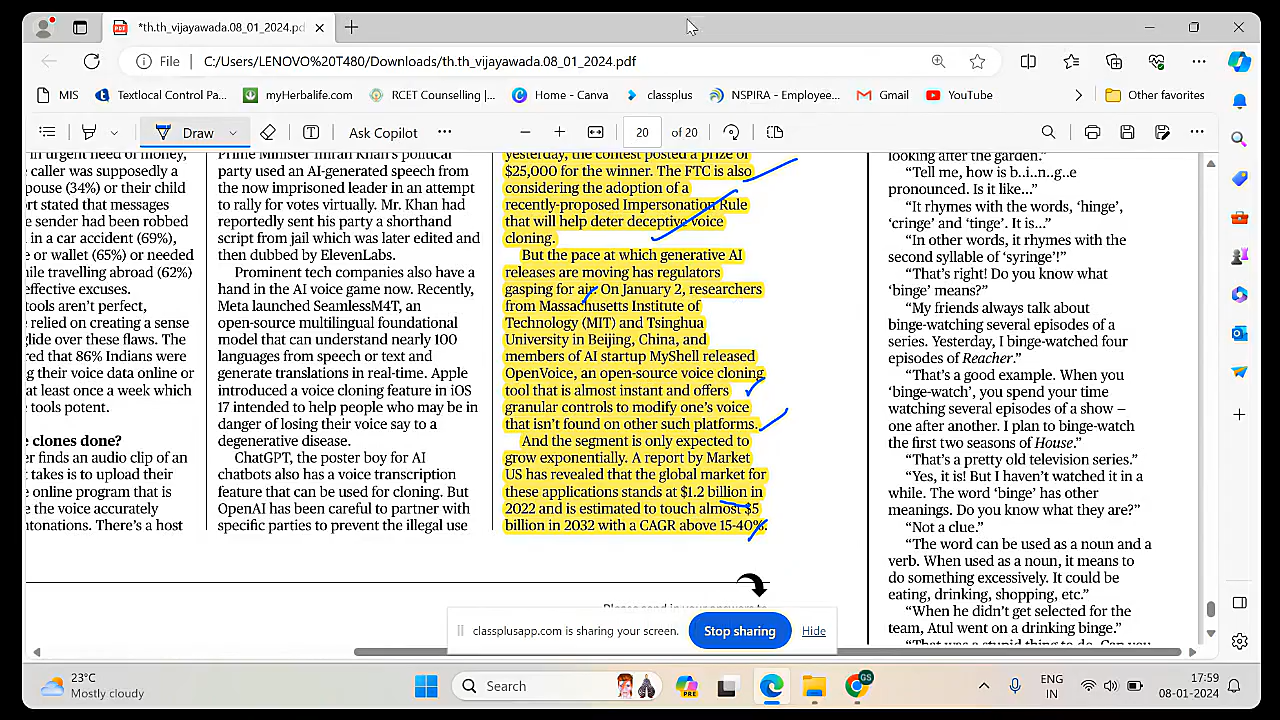 *th.th_vijayawada.08_01_2024.pd
File C:/Users/LENOVO%20T480/Downloads/th.th_vijayawada.08_01_2024.pdf
MIS Textlocal Control Pa... myHerbalife.com RCET Counselling |... Home - Canva classplus NSPIRA - Employee... Gmail YouTube Other favorites
Draw Ask Copilot 20 of 20
in urgent need of money,
caller was supposedly a
pouse (34%) or their child
rt stated that messages
e sender had been robbed
in a car accident (69%),
e or wallet (65%) or needed
ile travelling abroad (62%)
effective excuses.
tools aren't perfect,
relied on creating a sense
glide over these flaws. The
red that 86% Indians were
g their voice data online or
at least once a week which
tools potent.
e clones done?
er finds an audio clip of an
takes is to upload their
e online program that is
e the voice accurately
ntonations. There's a host
Prime Minister Imran Khan's political
party used an AI-generated speech from
the now imprisoned leader in an attempt
to rally for votes virtually. Mr. Khan had
reportedly sent his party a shorthand
script from jail which was later edited and
then dubbed by ElevenLabs.
Prominent tech companies also have a
hand in the AI voice game now. Recently,
Meta launched SeanlessM4T, an
open-source multilingual foundational
model that can understand nearly 100
languages from speech or text and
generate translations in real-time. Apple
introduced a voice cloning feature in iOS
17 intended to help people who may be in
danger of losing their voice say to a
degenerative disease.
ChatGPT, the poster boy for AI
chatbots also has a voice transcription
feature that can be used for cloning. But
OpenAI has been careful to partner with
specific parties to prevent the illegal use
yesterday, the contest posted a prize of
$25,000 for the winner. The FTC is also
considering the adoption of a
recently-proposed Impersonation Rule
that will help deter deceptive voice
cloning.
But the pace at which generative AI
releases are moving has regulators
gasping for air. On January 2, researchers
from Massachusetts Institute of
Technology (MIT) and Tsinghua
University in Beijing, China, and
members of AI startup MyShell released
OpenVoice, an open-source voice cloning
tool that is almost instant and offers
granular controls to modify one's voice
that isn't found on other such platforms.
And the segment is only expected to
grow exponentially. A report by Market
US has revealed that the global market for
these applications stands at $1.2 billion in
2022 and is estimated to touch almost $5
billion in 2032 with a CAGR above 15-40%.
looking after the garden."
"Tell me, how is b..i..n..g..e
pronounced. Is it like..."
"It rhymes with the words, 'hinge',
'cringe' and 'tinge'. It is..."
"In other words, it rhymes with the
second syllable of 'syringe'!"
"That's right! Do you know what
'binge' means?"
"My friends always talk about
binge-watching several episodes of a
series. Yesterday, I binge-watched four
episodes of Reacher."
"That's a good example. When you
'binge-watch', you spend your time
watching several episodes of a show –
one after another. I plan to binge-watch
the first two seasons of House."
"That's a pretty old television series."
"Yes, it is! But I haven't watched it in a
while. The word 'binge' has other
meanings. Do you know what they are?"
"Not a clue."
"The word can be used as a noun and a
verb. When used as a noun, it means to
do something excessively. It could be
eating, drinking, shopping, etc."
"When he didn't get selected for the
team, Atul went on a drinking binge."
classplusapp.com is sharing your screen. Stop sharing Hide
23°C
Mostly cloudy
Search
PRE
GS
ENG
IN
17:59
08-01-2024